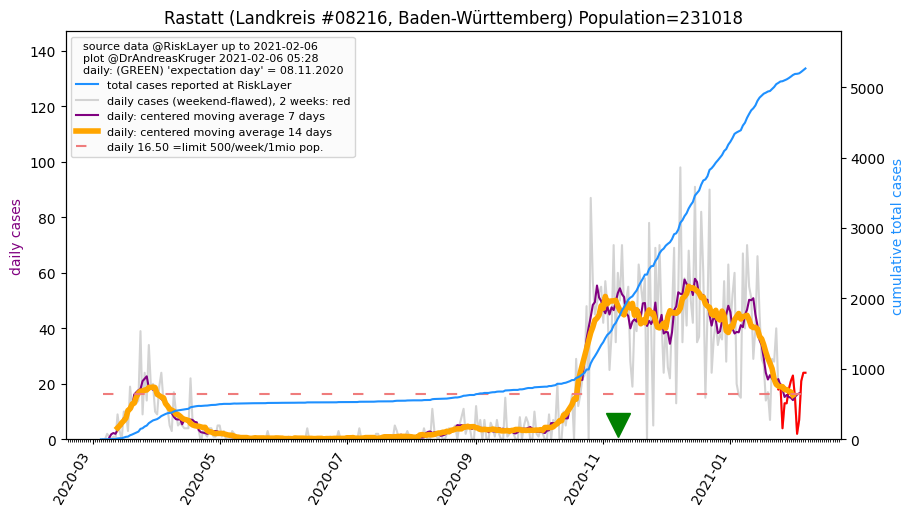 Rastatt (Landkreis #08216, Baden-Württemberg) Population=231018
source data @RiskLayer up to 2021-02-06
plot @DrAndreasKruger 2021-02-06 05:28
daily: (GREEN) 'expectation day' = 08.11.2020
total cases reported at RiskLayer
daily cases (weekend-flawed), 2 weeks: red
daily: centered moving average 7 days
daily: centered moving average 14 days
daily 16.50 =limit 500/week/1mio pop.
daily cases
140
120
100
80
60
40
20
0
5000
4000
3000
2000
1000
0
cumulative total cases
2020-03
2020-05
2020-07
2020-09
2020-11
2021-01